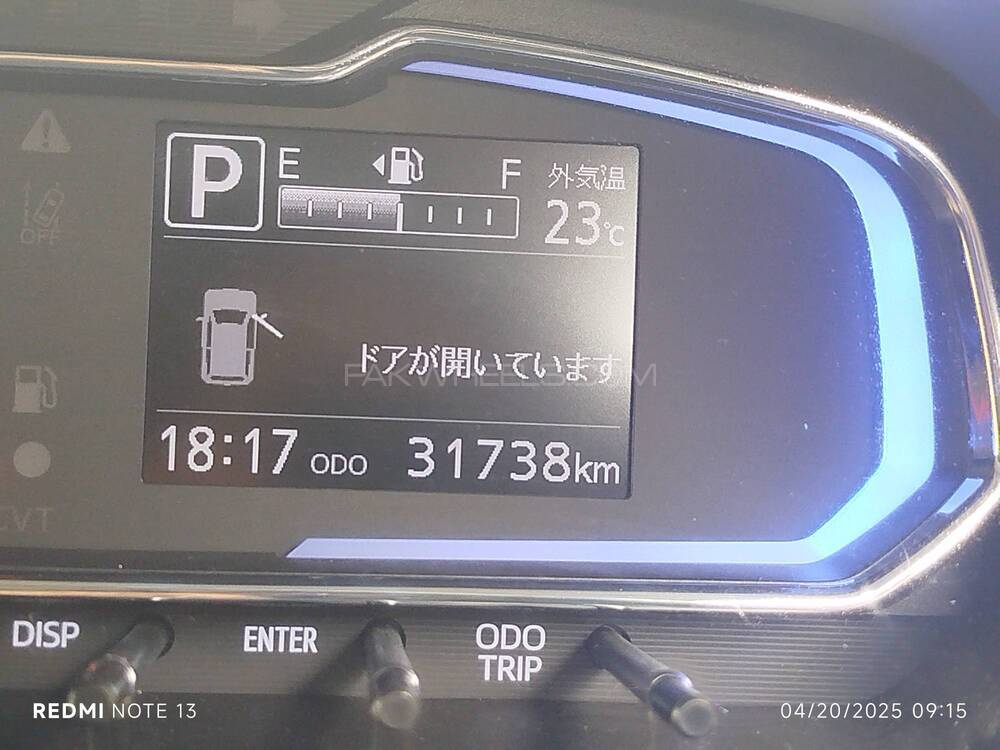 P E F 外気温
23℃
OFF
ドアが開いています
PAKWHEELS.COM
18:17 ODO 31738km
CVT
DISP ENTER ODO TRIP
REDMI NOTE 13 04/20/2025 09:15